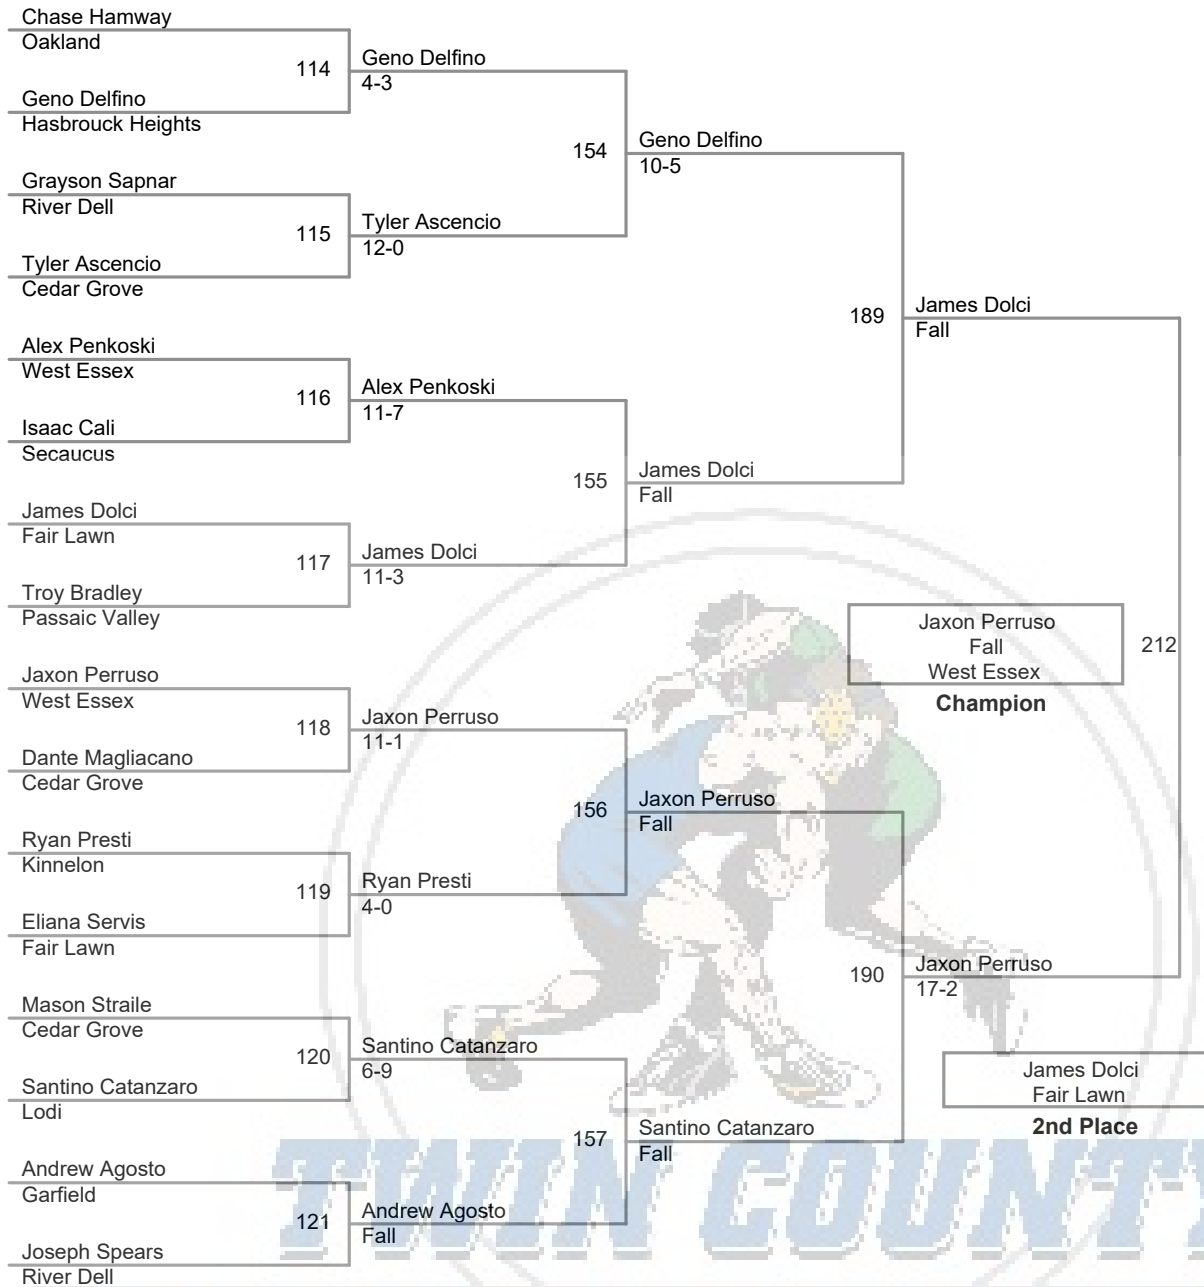 Chase Hamway
Oakland
114
Geno Delfino
4-3
Geno Delfino
Hasbrouck Heights
154
Geno Delfino
10-5
Grayson Sapnar
River Dell
115
Tyler Ascencio
12-0
Tyler Ascencio
Cedar Grove
189
James Dolci
Fall
Alex Penkoski
West Essex
116
Alex Penkoski
11-7
Isaac Cali
Secaucus
155
James Dolci
Fall
James Dolci
Fair Lawn
117
James Dolci
11-3
Troy Bradley
Passaic Valley
Jaxon Perruso
Fall
West Essex
Champion
212
Jaxon Perruso
West Essex
118
Jaxon Perruso
11-1
Dante Magliacano
Cedar Grove
156
Jaxon Perruso
Fall
Ryan Presti
Kinnelon
119
Ryan Presti
4-0
Eliana Servis
Fair Lawn
190
Jaxon Perruso
17-2
Mason Straile
Cedar Grove
120
Santino Catanzaro
6-9
Santino Catanzaro
Lodi
James Dolci
Fair Lawn
2nd Place
157
Santino Catanzaro
Fall
Andrew Agosto
Garfield
121
Andrew Agosto
Fall
Joseph Spears
River Dell
TWIN COUNTY